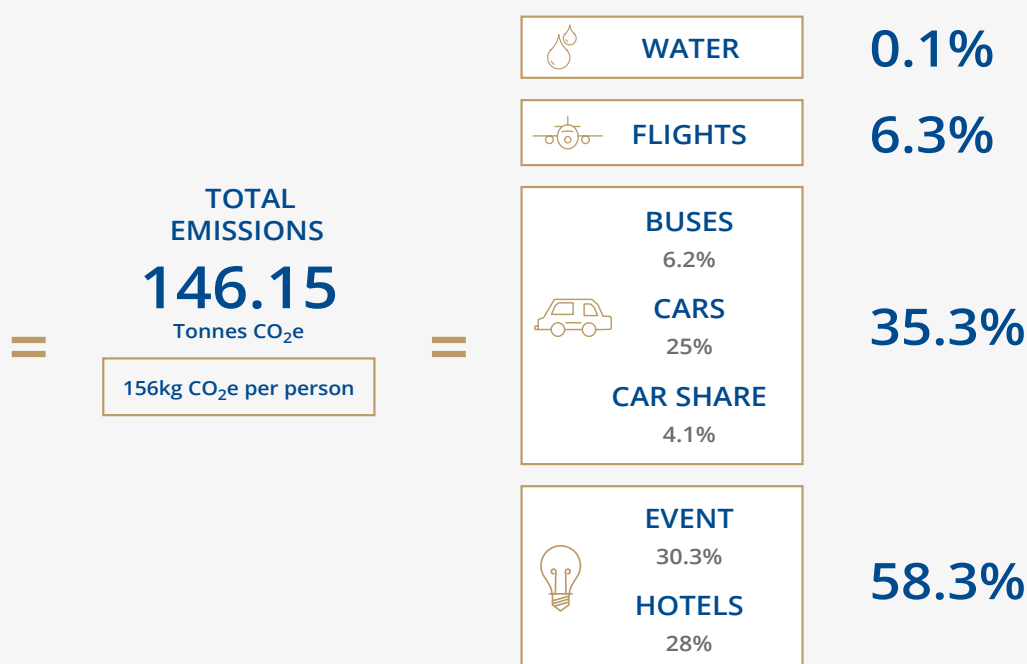 =
TOTAL
EMISSIONS
146.15
Tonnes CO₂e
156kg CO₂e per person
=
WATER
0.1%
FLIGHTS
6.3%
BUSES
6.2%
CARS
25%
CAR SHARE
4.1%
35.3%
EVENT
30.3%
HOTELS
28%
58.3%